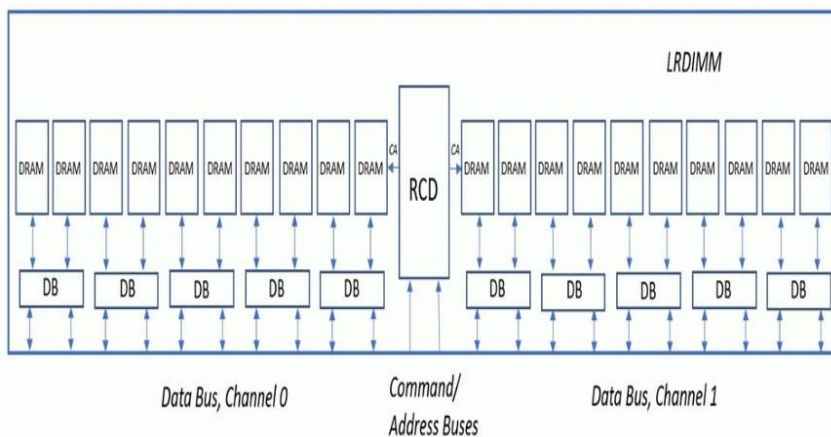 LRDIMM
DRAM DRAM DRAM DRAM DRAM DRAM DRAM DRAM DRAM DRAM CA RCD CA DRAM DRAM DRAM DRAM DRAM DRAM DRAM DRAM DRAM DRAM
DB DB DB DB DB DB DB DB DB DB
Data Bus, Channel 0
Command/
Address Buses
Data Bus, Channel 1